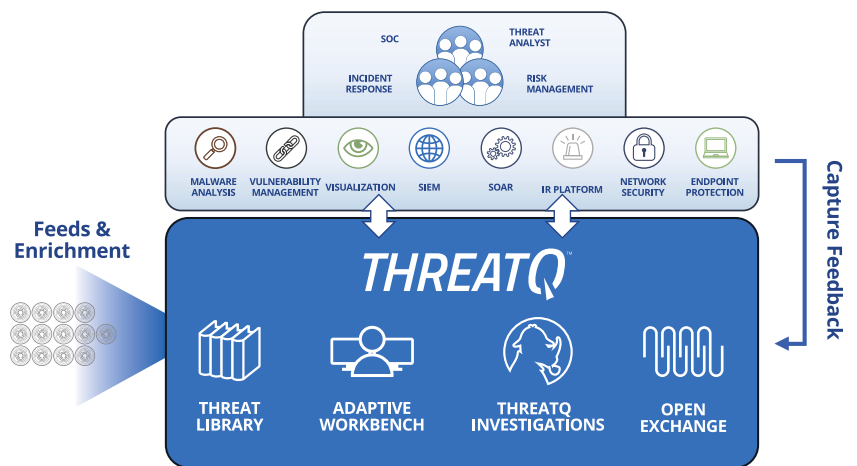 SOC
THREAT
ANALYST
INCIDENT
RESPONSE
RISK
MANAGEMENT
MALWARE
ANALYSIS
VULNERABILITY
MANAGEMENT
VISUALIZATION
SIEM
SOAR
IR PLATFORM
NETWORK
SECURITY
ENDPOINT
PROTECTION
Feeds &
Enrichment
Capture Feedback
THREATQ™
THREAT
LIBRARY
ADAPTIVE
WORKBENCH
THREATQ
INVESTIGATIONS
OPEN
EXCHANGE